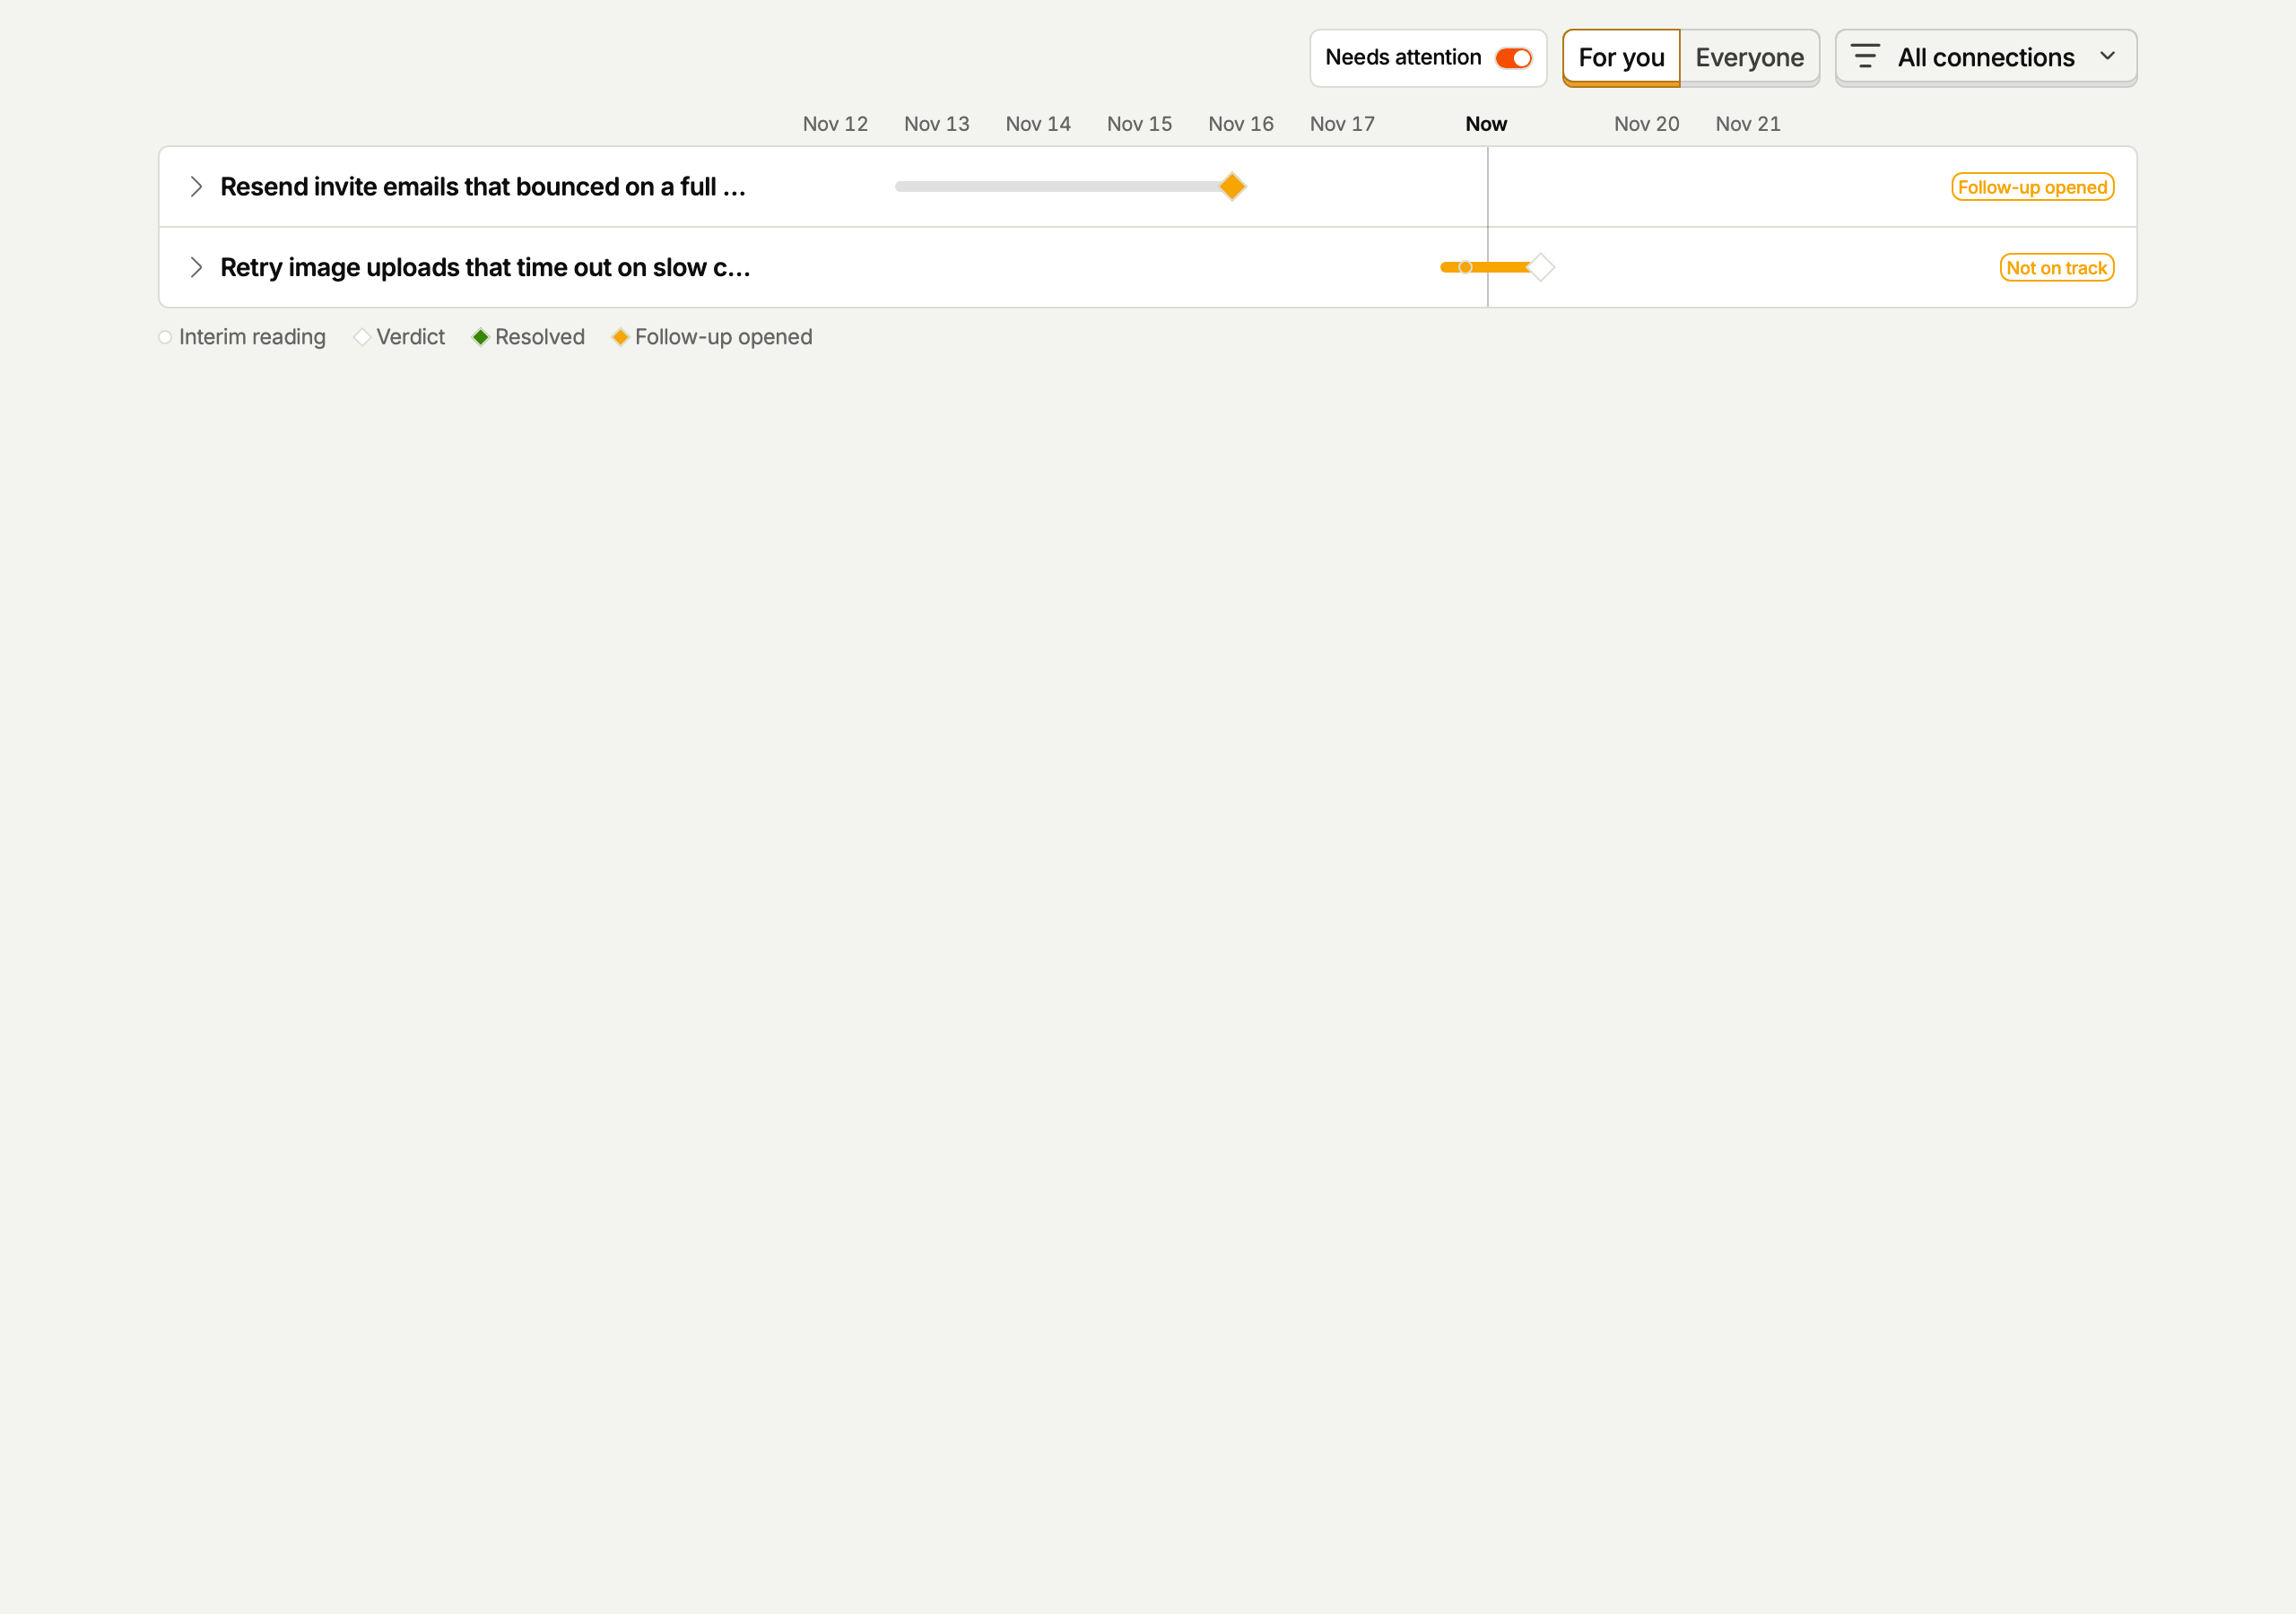 Needs attention
For you
Everyone
All connections
Nov 12
Nov 13
Nov 14
Nov 15
Nov 16
Nov 17
Now
Nov 20
Nov 21
Resend invite emails that bounced on a full ...
Follow-up opened
Retry image uploads that time out on slow c...
Not on track
Interim reading
Verdict
Resolved
Follow-up opened